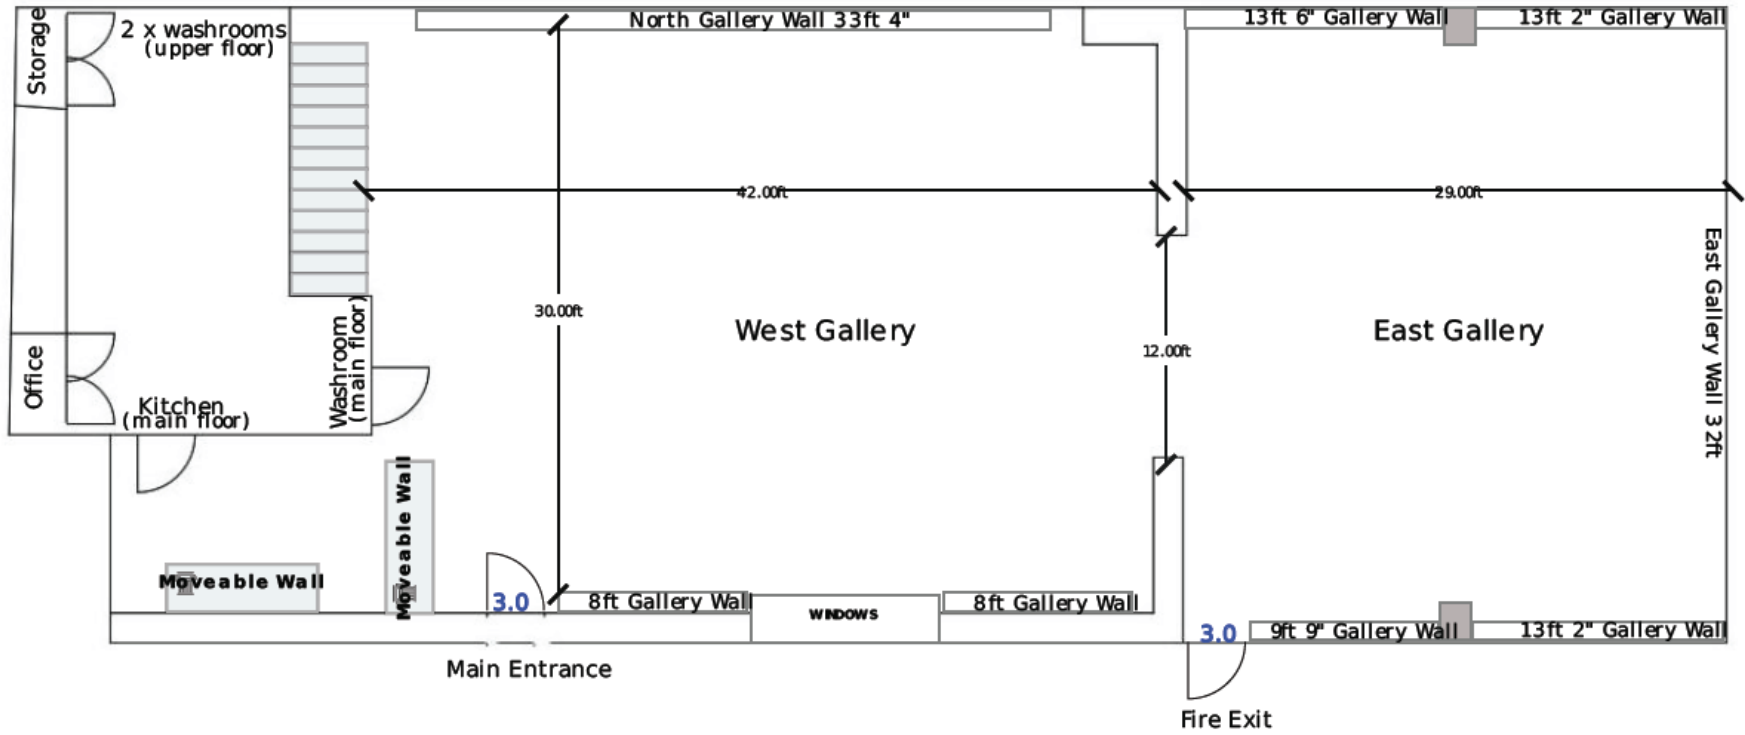 Storage
2 x washrooms
(upper floor)
North Gallery Wall 33ft 4"
13ft 6" Gallery Wall
13ft 2" Gallery Wall
42.00ft
29.00ft
30.00ft
West Gallery
12.00ft
East Gallery
East Gallery Wall 32ft
Office
Kitchen
(main floor)
Washroom
(main floor)
Moveable Wall
Moveable Wall
3.0
8ft Gallery Wall
WINDOWS
8ft Gallery Wall
3.0
9ft 9" Gallery Wall
13ft 2" Gallery Wall
Main Entrance
Fire Exit